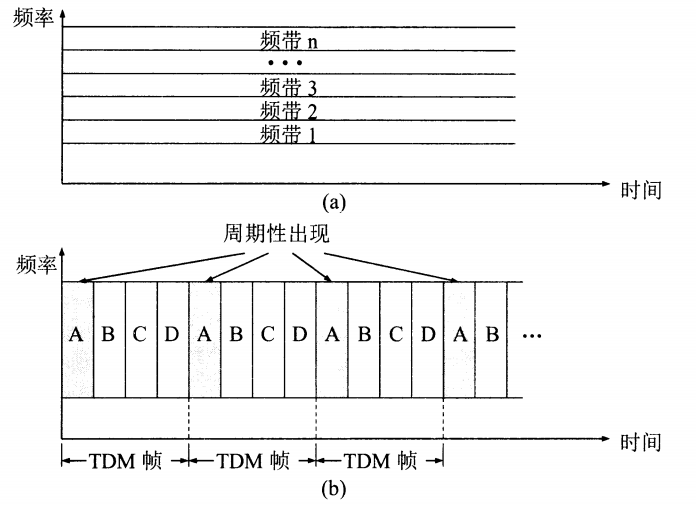 频率
频带 n
•••
频带 3
频带 2
频带 1
时间
(a)
周期性出现
频率
A B C D A B C D A B C D A B …
时间
TDM 帧 TDM 帧 TDM 帧
(b)